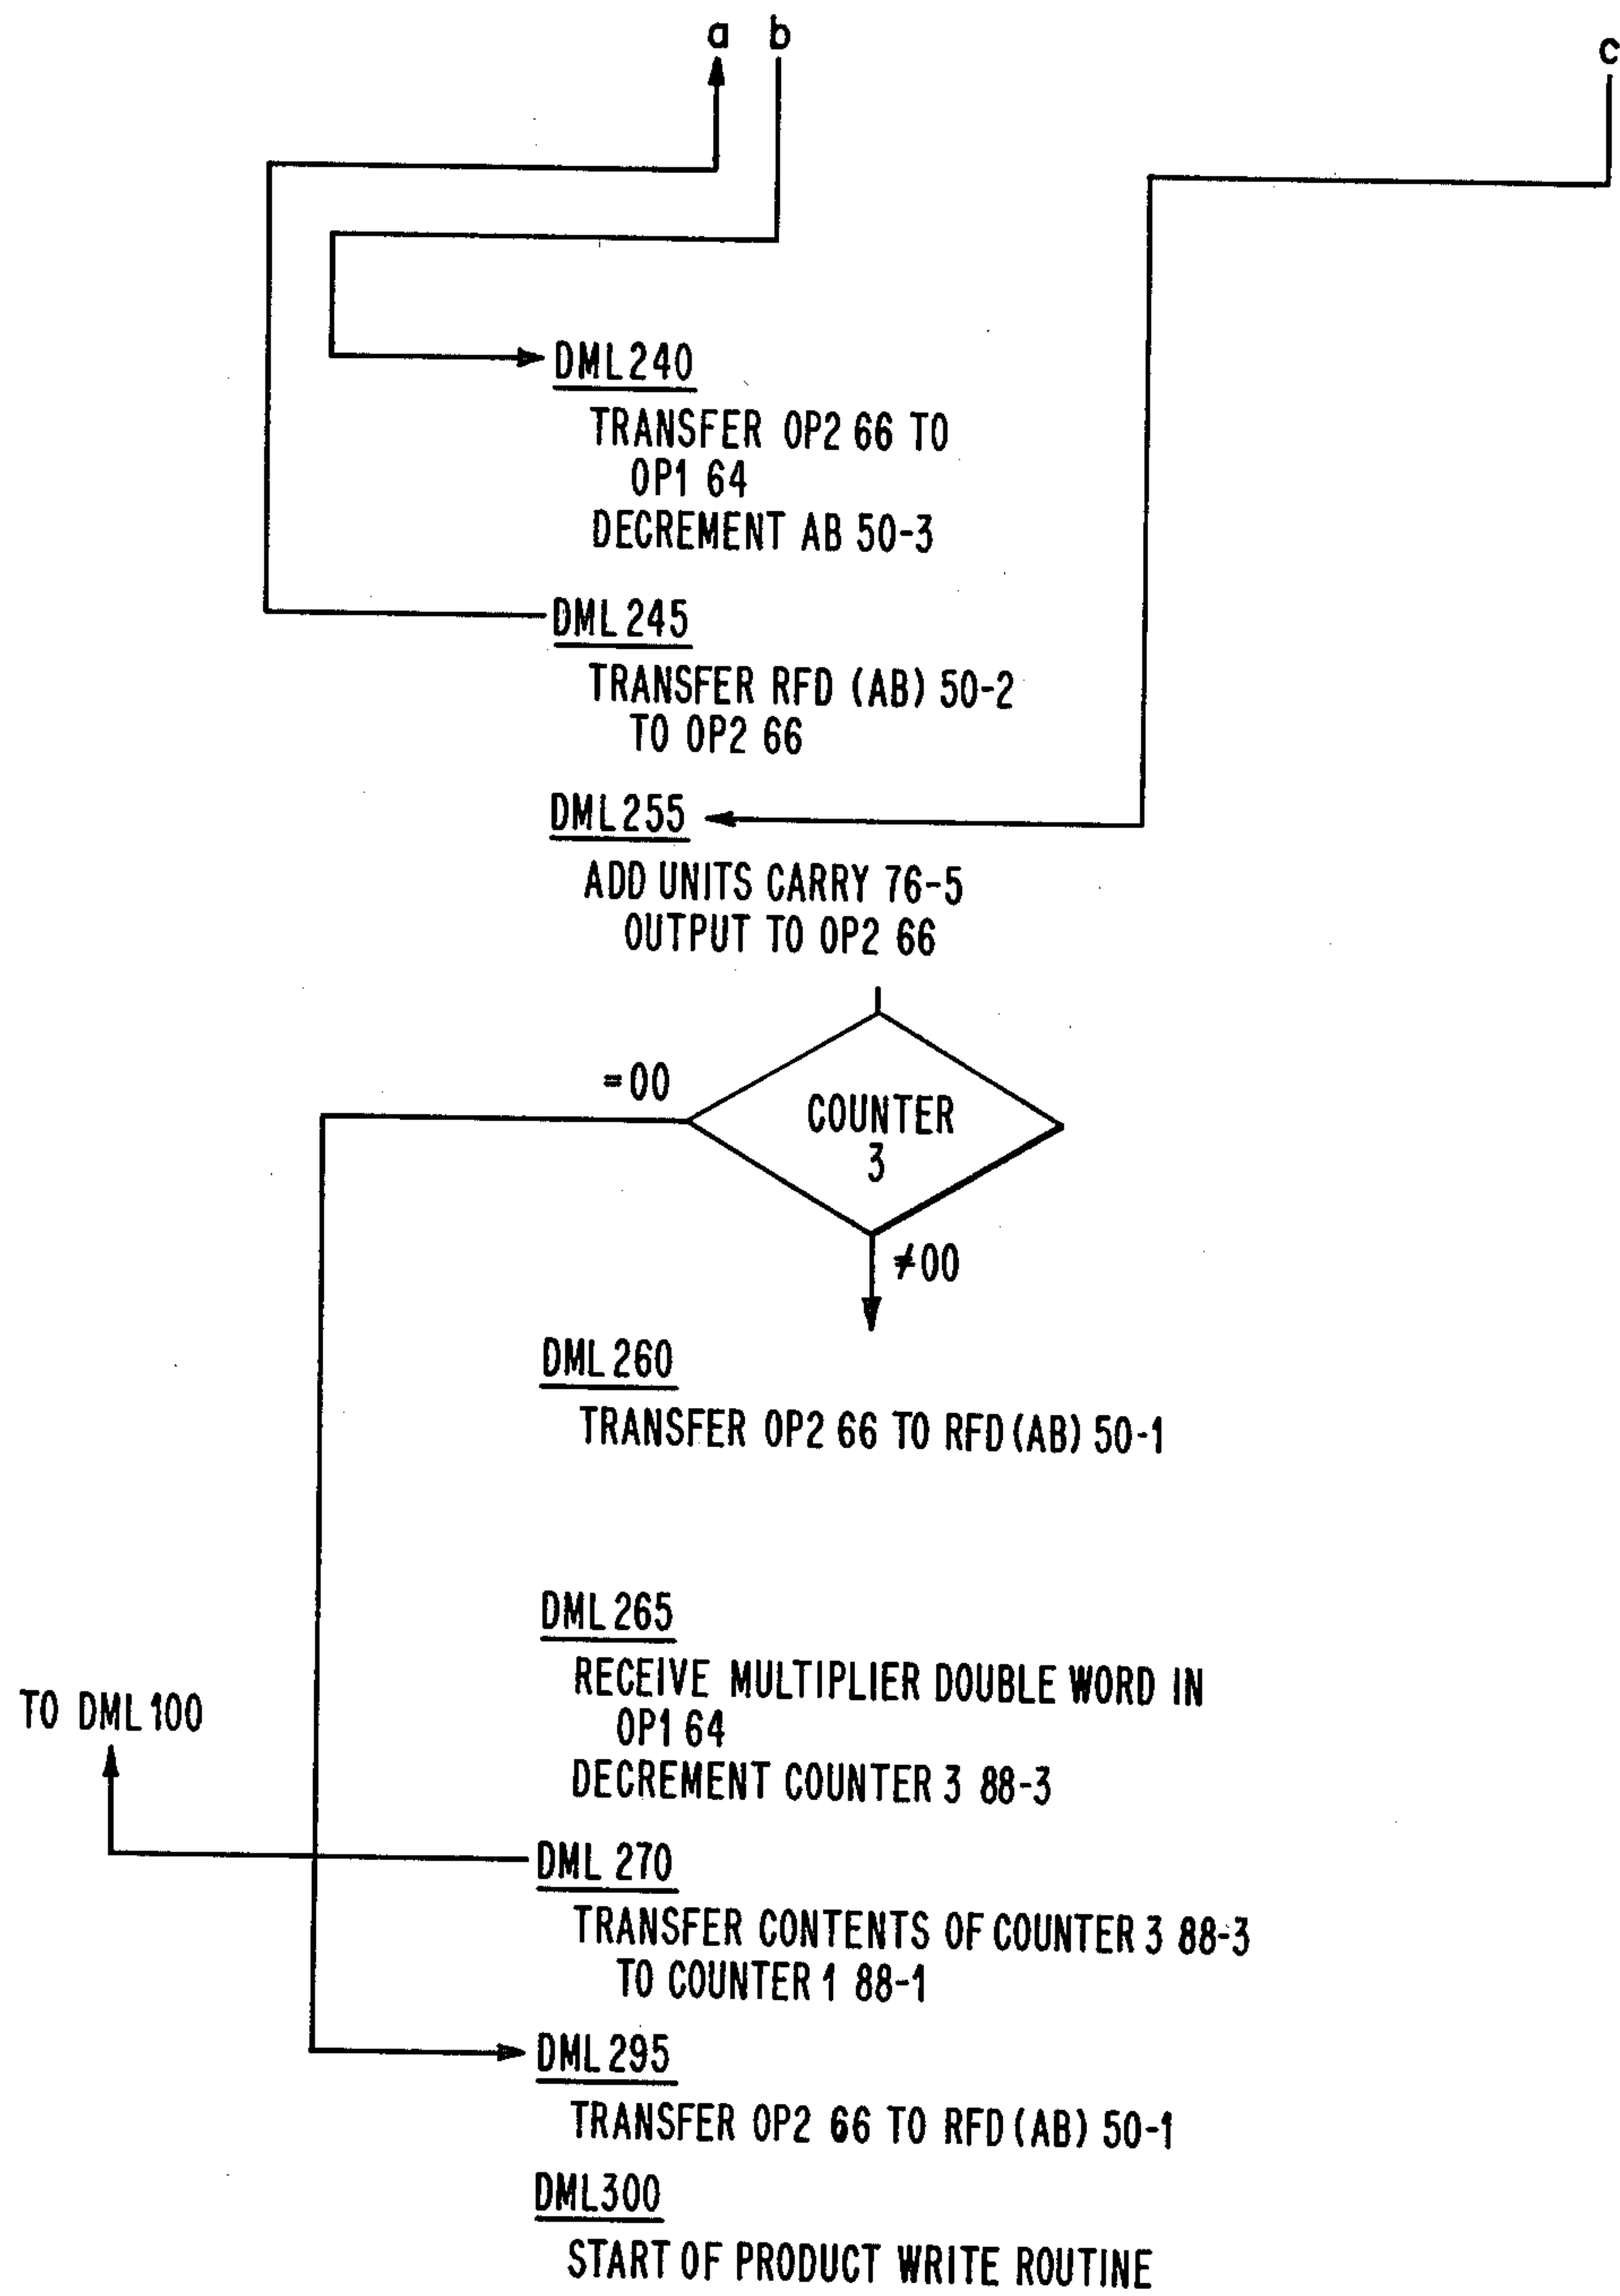 a b
c
DML240
TRANSFER OP2 66 TO
OP1 64
DECREMENT AB 50-3
DML245
TRANSFER RFD (AB) 50-2
TO OP2 66
DML255
ADD UNITS CARRY 76-5
OUTPUT TO OP2 66
=00
COUNTER
3
≠00
DML260
TRANSFER OP2 66 TO RFD (AB) 50-1
DML265
RECEIVE MULTIPLIER DOUBLE WORD IN
OP1 64
DECREMENT COUNTER 3 88-3
TO DML100
DML 270
TRANSFER CONTENTS OF COUNTER 3 88-3
TO COUNTER 1 88-1
DML295
TRANSFER OP2 66 TO RFD (AB) 50-1
DML300
START OF PRODUCT WRITE ROUTINE